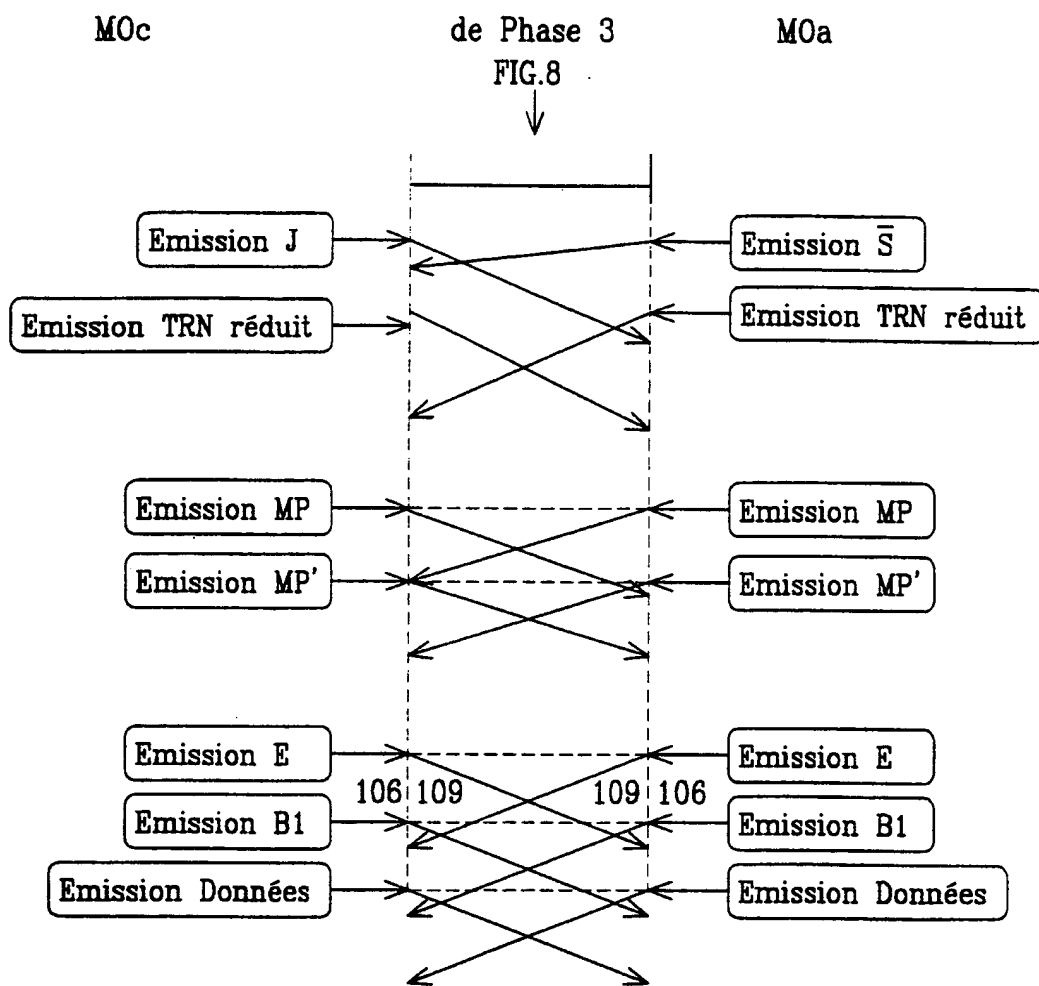 MOc de Phase 3 MOa
FIG.8
Emission J Emission S̅
Emission TRN réduit Emission TRN réduit
Emission MP Emission MP
Emission MP' Emission MP'
Emission E Emission E
106 109 109 106
Emission B1 Emission B1
Emission Données Emission Données